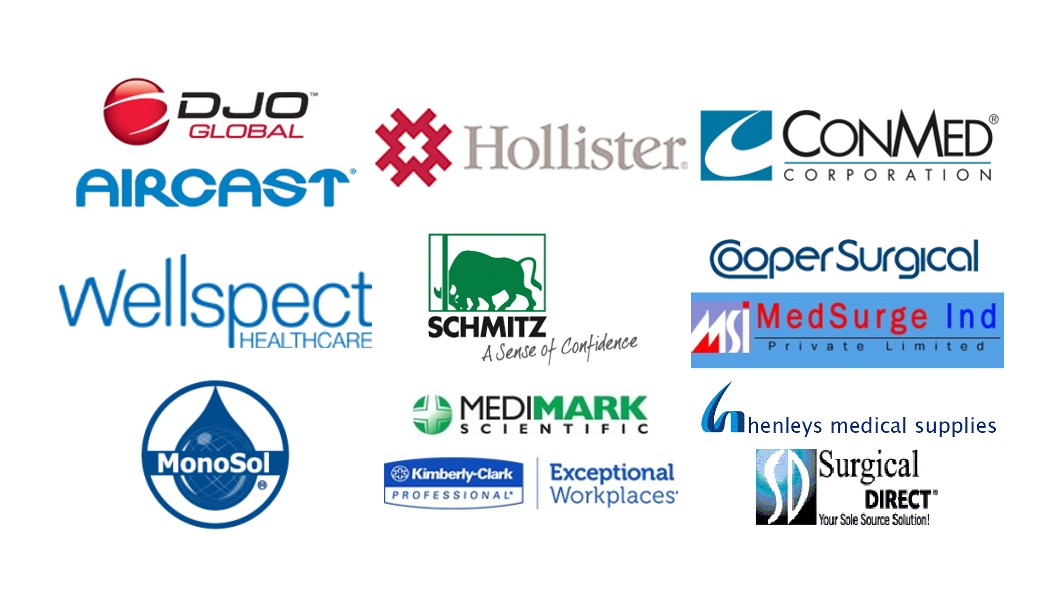 DJO™
GLOBAL
AIRCAST®
Hollister®
CONMED®
CORPORATION
Wellspect
HEALTHCARE
SCHMITZ
A Sense of Confidence
CooperSurgical
MSI
MedSurge Ind
Private Limited
MonoSol
®
MEDIMARK
SCIENTIFIC
Kimberly-Clark
PROFESSIONAL*
Exceptional
Workplaces*
henleys medical supplies
SD
Surgical
DIRECT®
Your Sole Source Solution!